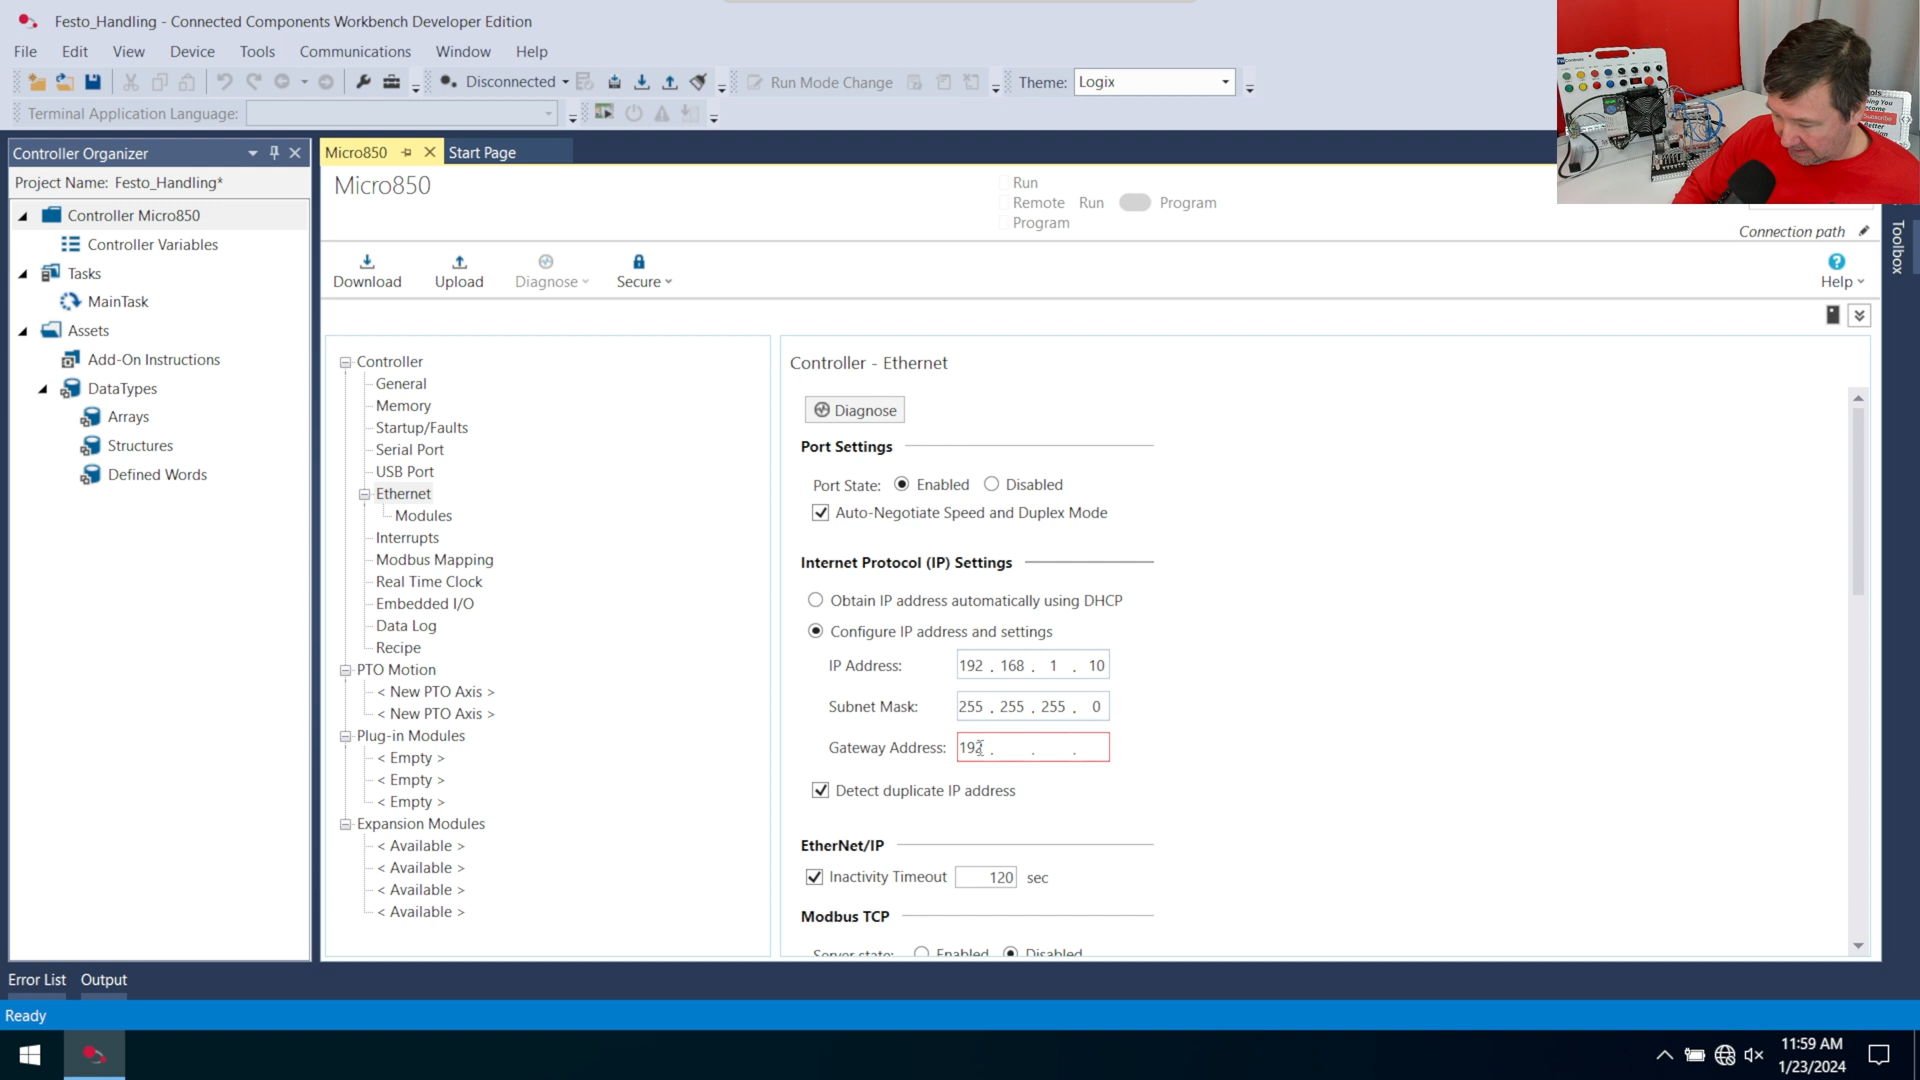 Festo_Handling - Connected Components Workbench Developer Edition
File Edit View Device Tools Communications Window Help
Disconnected Run Mode Change Theme: Logix
Terminal Application Language:
Controller Organizer
Project Name: Festo_Handling*
Controller Micro850
Controller Variables
Tasks
MainTask
Assets
Add-On Instructions
DataTypes
Arrays
Structures
Defined Words
Micro850 Start Page
Micro850
Run
Remote Run Program
Program
Connection path
Toolbox
Download Upload Diagnose Secure Help
Controller
General
Memory
Startup/Faults
Serial Port
USB Port
Ethernet
Modules
Interrupts
Modbus Mapping
Real Time Clock
Embedded I/O
Data Log
Recipe
PTO Motion
< New PTO Axis >
< New PTO Axis >
Plug-in Modules
< Empty >
< Empty >
< Empty >
Expansion Modules
< Available >
< Available >
< Available >
< Available >
Controller - Ethernet
Diagnose
Port Settings
Port State: Enabled Disabled
Auto-Negotiate Speed and Duplex Mode
Internet Protocol (IP) Settings
Obtain IP address automatically using DHCP
Configure IP address and settings
IP Address: 192 . 168 . 1 . 10
Subnet Mask: 255 . 255 . 255 . 0
Gateway Address: 192 . . .
Detect duplicate IP address
EtherNet/IP
Inactivity Timeout 120 sec
Modbus TCP
Server state: Enabled Disabled
Error List Output
Ready
11:59 AM
1/23/2024